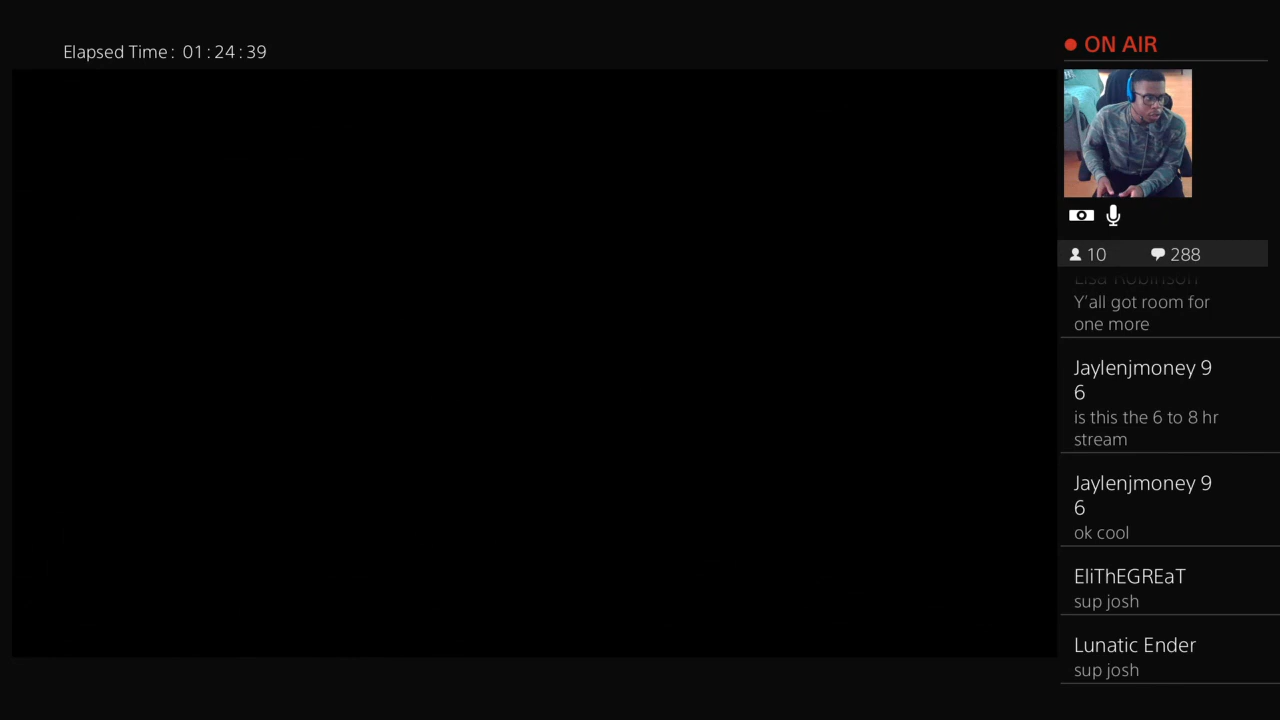 Elapsed Time: 01:24:39
ON AIR
10 288
Lisa Robinson
Y'all got room for
one more
Jaylenjmoney 9
6
is this the 6 to 8 hr
stream
Jaylenjmoney 9
6
ok cool
EliThEGREaT
sup josh
Lunatic Ender
sup josh